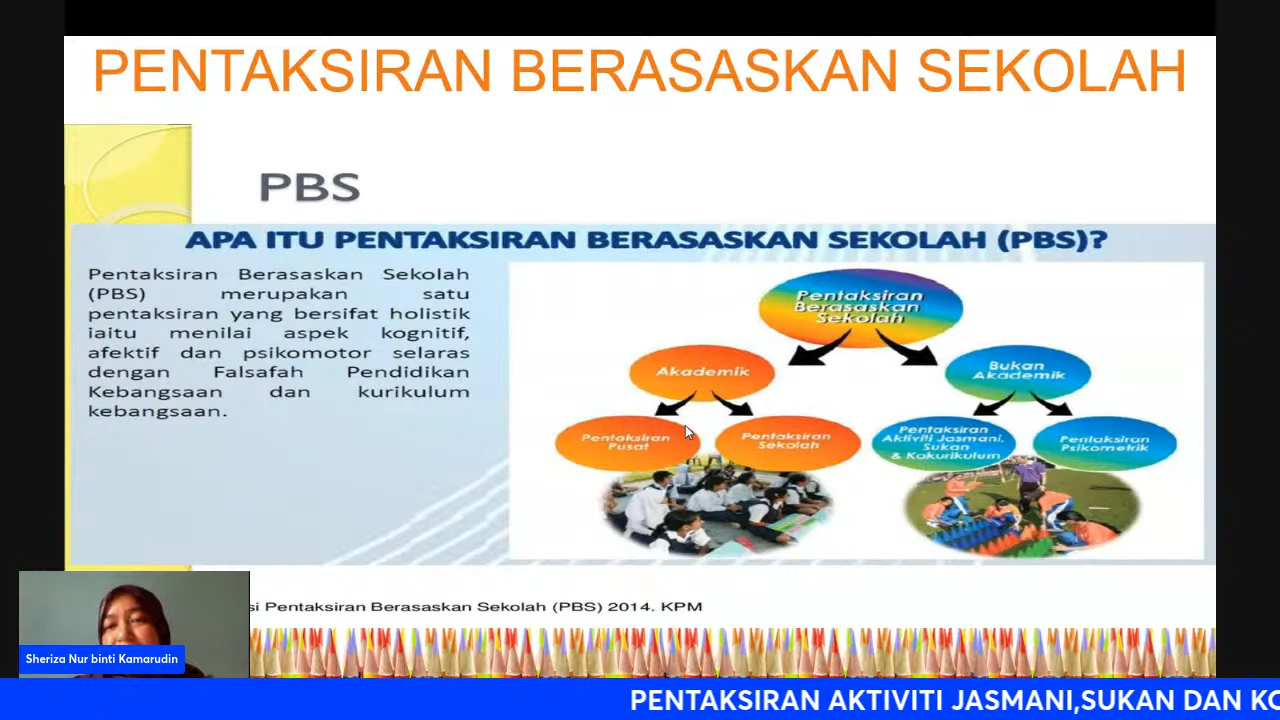 PENTAKSIRAN BERASASKAN SEKOLAH
PBS
APA ITU PENTAKSIRAN BERASASKAN SEKOLAH (PBS)?
Pentaksiran Berasaskan Sekolah
(PBS) merupakan satu
pentaksiran yang bersifat holistik
iaitu menilai aspek kognitif,
afektif dan psikomotor selaras
dengan Falsafah Pendidikan
Kebangsaan dan kurikulum
kebangsaan.
Pentaksiran
Berasaskan
Sekolah
Akademik
Bukan
Akademik
Pentaksiran
Pusat
Pentaksiran
Sekolah
Pentaksiran
Aktiviti Jasmani,
Sukan
& Kokurikulum
Pentaksiran
Psikometrik
Pentaksiran Berasaskan Sekolah (PBS) 2014. KPM
Sheriza Nur binti Kamarudin
PENTAKSIRAN AKTIVITI JASMANI,SUKAN DAN